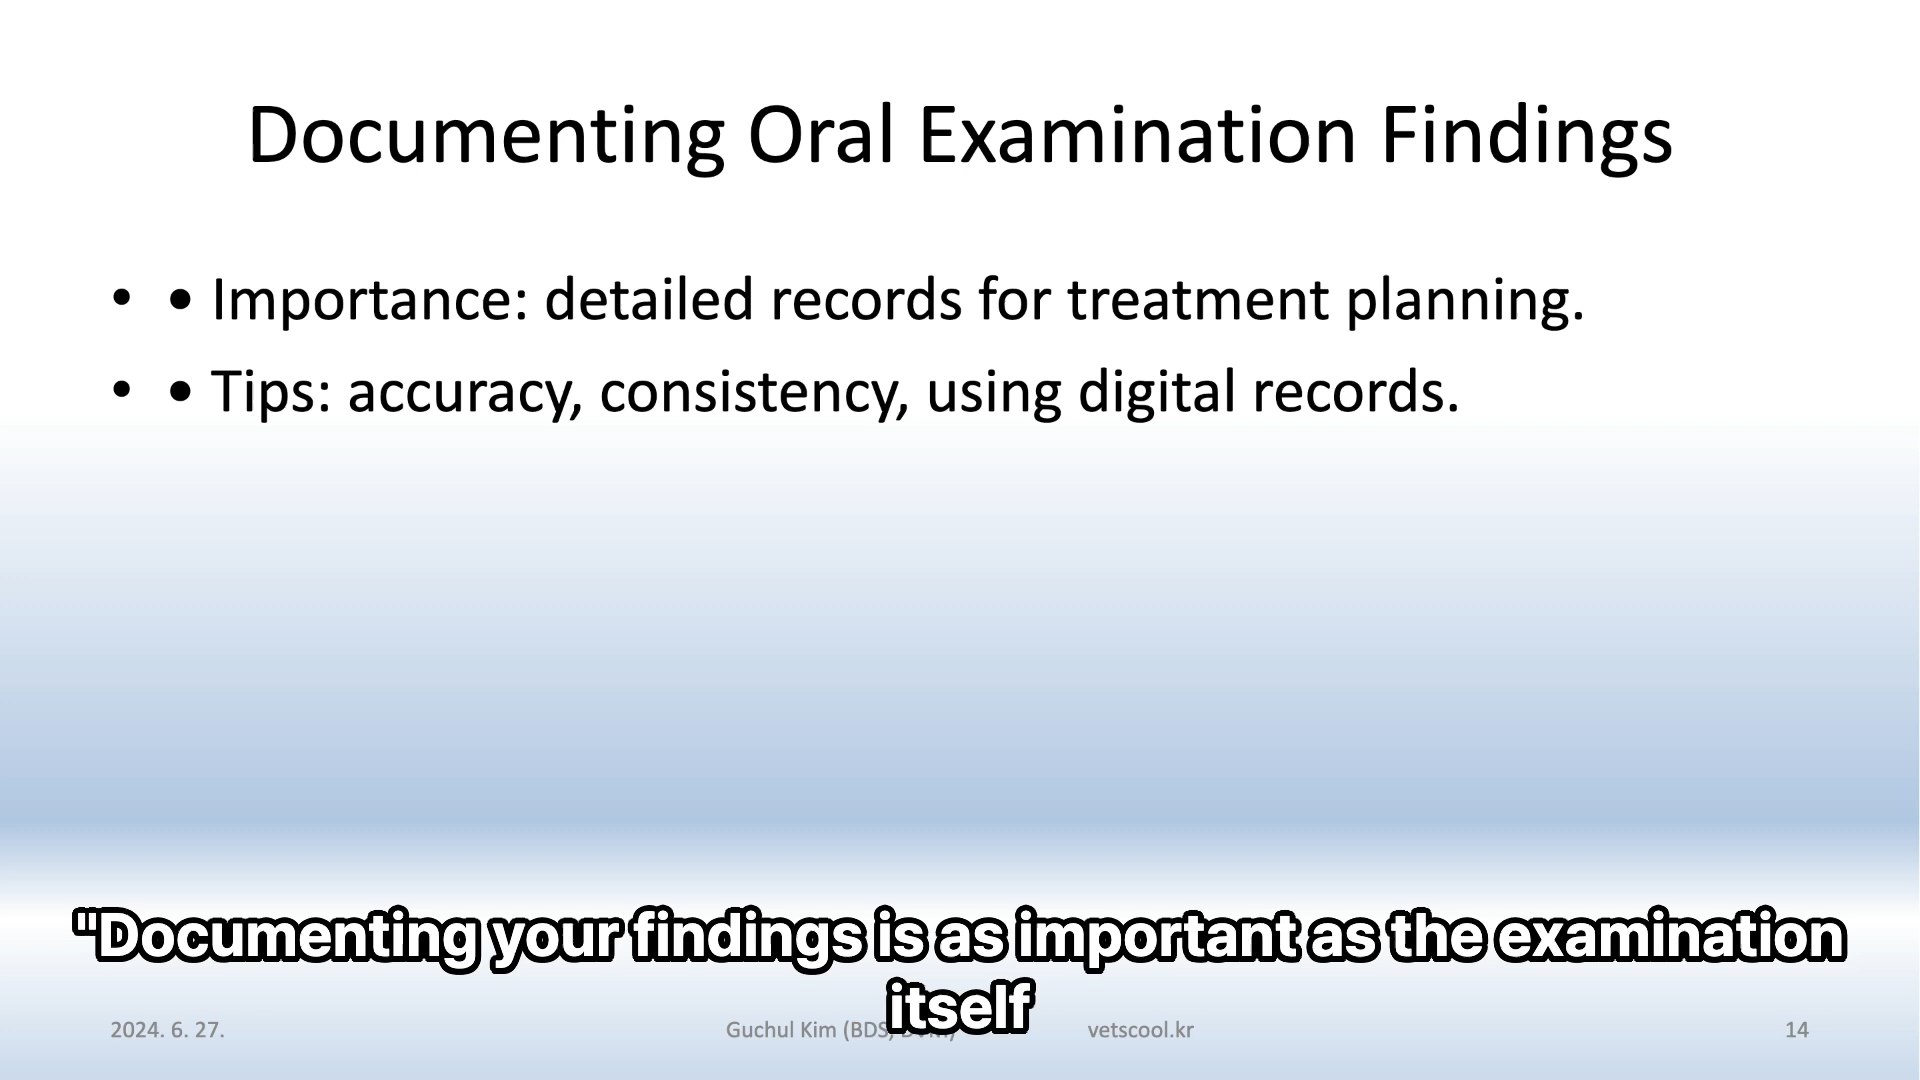 Documenting Oral Examination Findings
• • Importance: detailed records for treatment planning.
• • Tips: accuracy, consistency, using digital records.
"Documenting your findings is as important as the examination
itself
2024. 6. 27.
Guchul Kim (BDS,
vetscool.kr
14